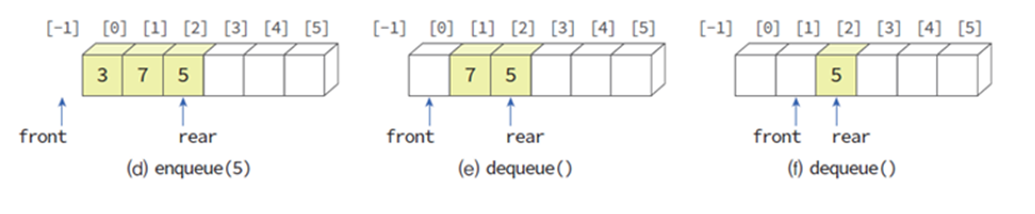 [-1] [0] [1] [2] [3] [4] [5]
3 7 5
front rear
(d) enqueue(5)
[-1] [0] [1] [2] [3] [4] [5]
7 5
front rear
(e) dequeue()
[-1] [0] [1] [2] [3] [4] [5]
5
front rear
(f) dequeue()